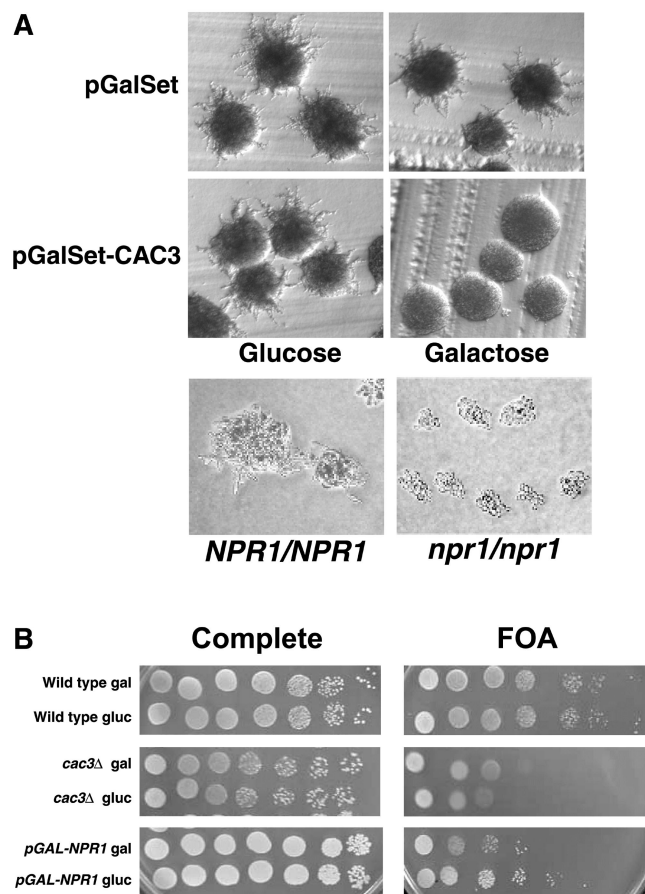 A
pGalSet
pGalSet-CAC3
Glucose Galactose
NPR1/NPR1 npr1/npr1
B
Complete FOA
Wild type gal
Wild type gluc
cac3Δ gal
cac3Δ gluc
pGAL-NPR1 gal
pGAL-NPR1 gluc